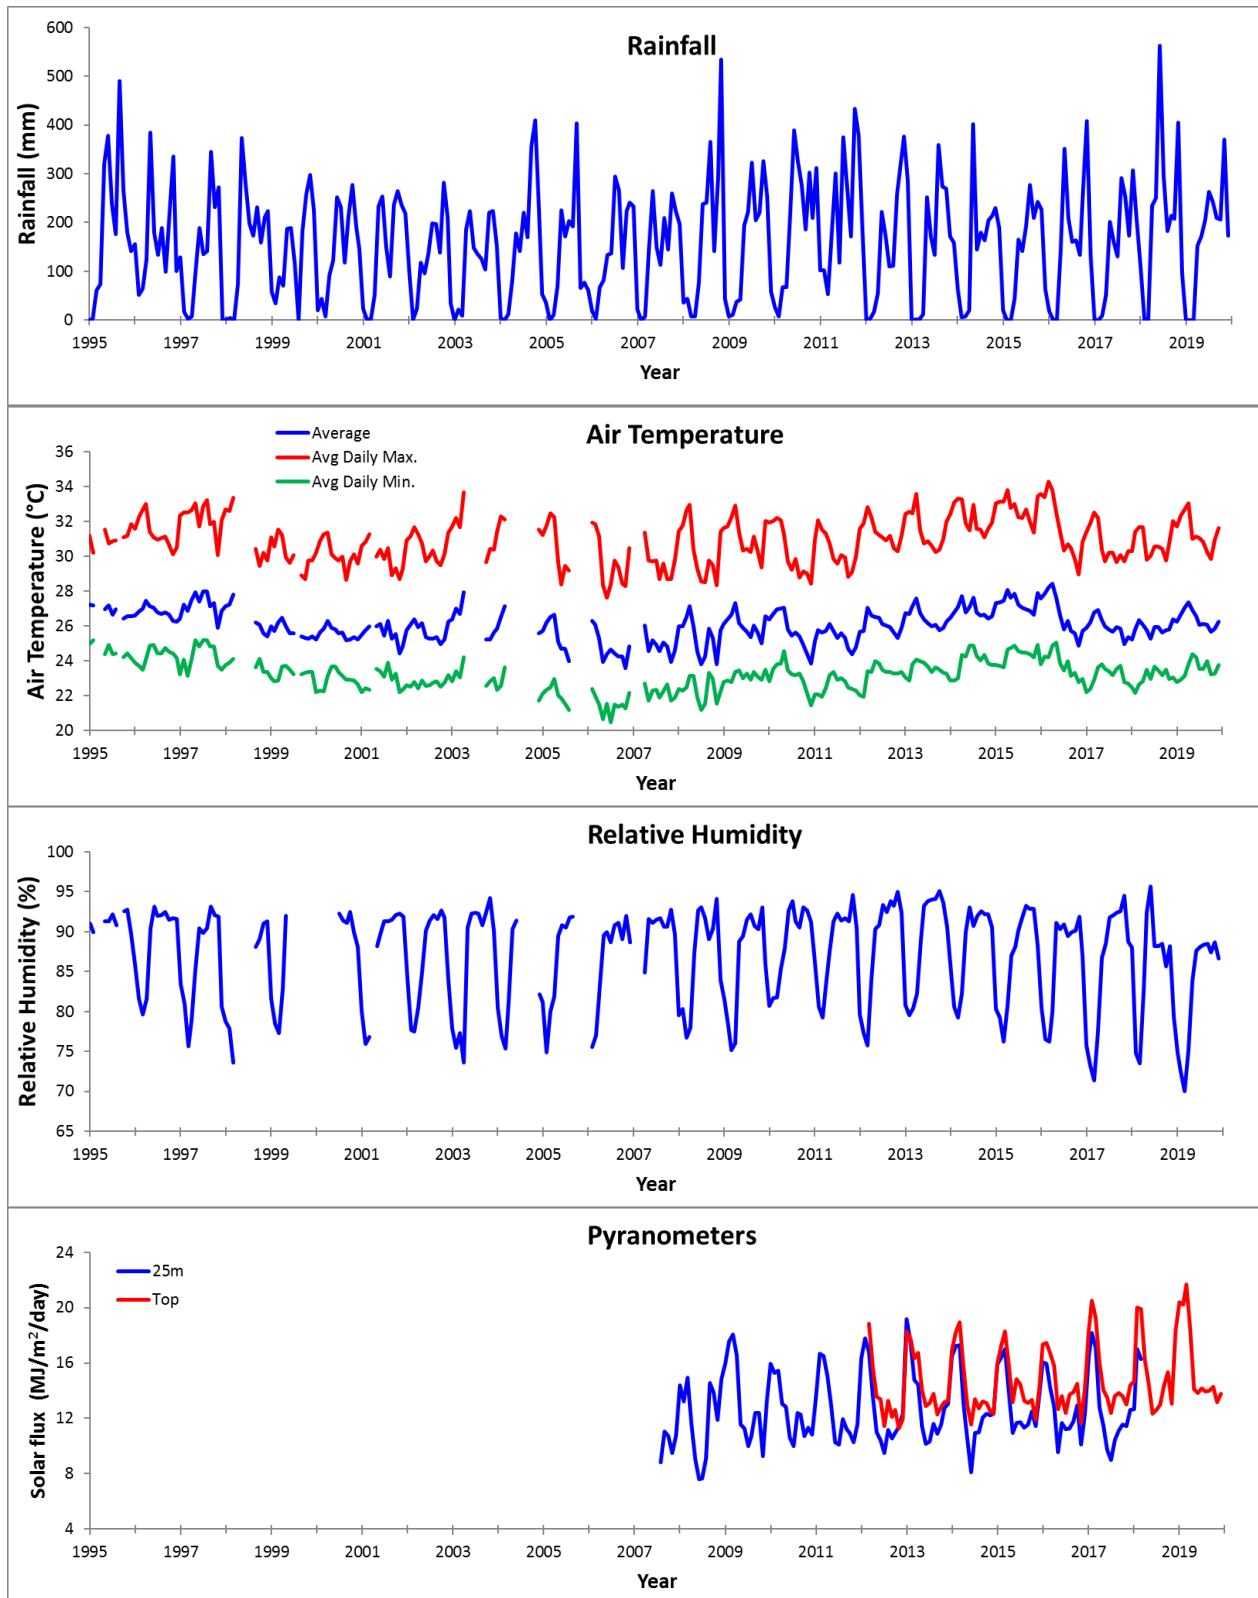 Rainfall
600
500
400
300
200
100
0
Rainfall (mm)
1995 1997 1999 2001 2003 2005 2007 2009 2011 2013 2015 2017 2019
Year
Air Temperature
Average
Avg Daily Max.
Avg Daily Min.
36
34
32
30
28
26
24
22
20
Air Temperature (°C)
1995 1997 1999 2001 2003 2005 2007 2009 2011 2013 2015 2017 2019
Year
Relative Humidity
100
95
90
85
80
75
70
65
Relative Humidity (%)
1995 1997 1999 2001 2003 2005 2007 2009 2011 2013 2015 2017 2019
Year
Pyranometers
25m
Top
24
20
16
12
8
4
Solar flux (MJ/m²/day)
1995 1997 1999 2001 2003 2005 2007 2009 2011 2013 2015 2017 2019
Year